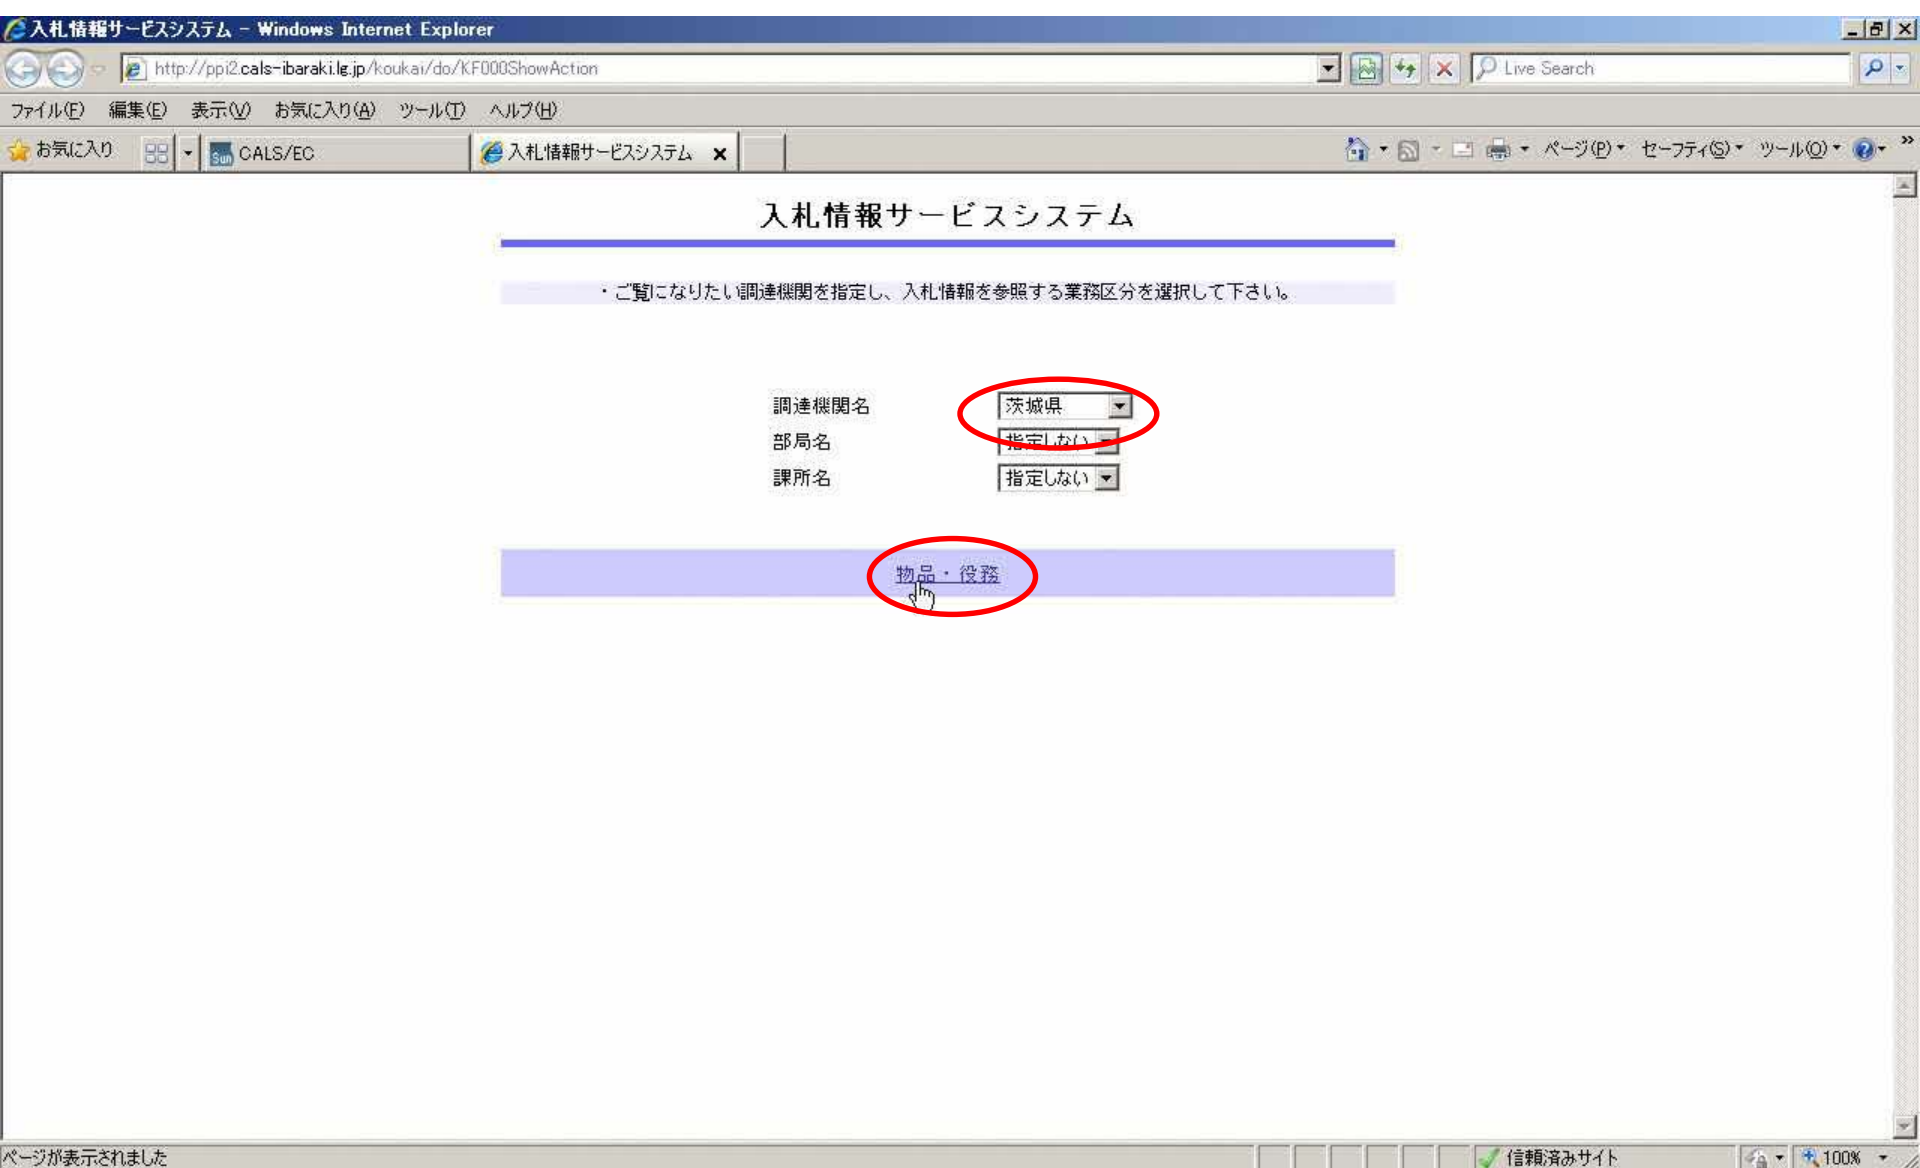 入札情報サービスシステム - Windows Internet Explorer
http://ppi2.cals-ibaraki.lg.jp/koukai/do/KF000ShowAction
Live Search
ファイル(F) 編集(E) 表示(V) お気に入り(A) ツール(T) ヘルプ(H)
お気に入り CALS/EC 入札情報サービスシステム ページ(P) セーフティ(S) ツール(O)
入札情報サービスシステム
・ご覧になりたい調達機関を指定し、入札情報を参照する業務区分を選択して下さい。
調達機関名 茨城県
部局名 指定しない
課所名 指定しない
物品・役務
ページが表示されました 信頼済みサイト 100%